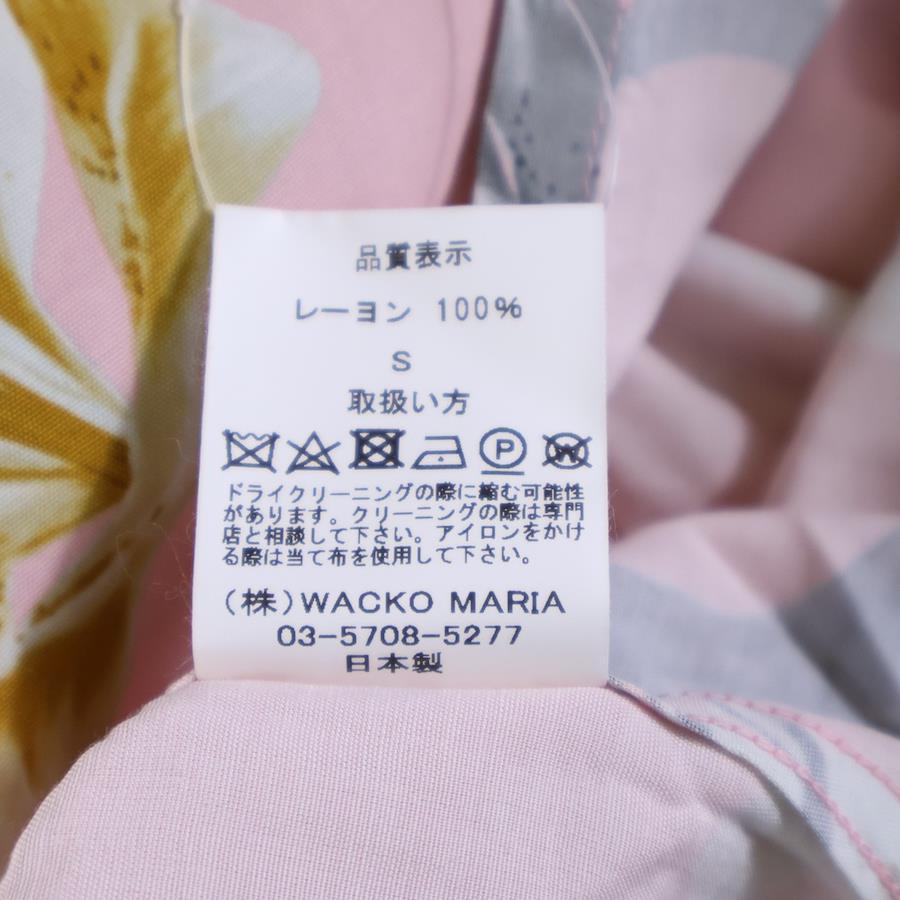 品質表示
レーヨン 100%
S
取扱い方
P
W
ドライクリーニングの際に縮む可能性
があります。クリーニングの際は専門
店と相談して下さい。アイロンをかけ
る際は当て布を使用して下さい。
(株)WACKO MARIA
03-5708-5277
日本製